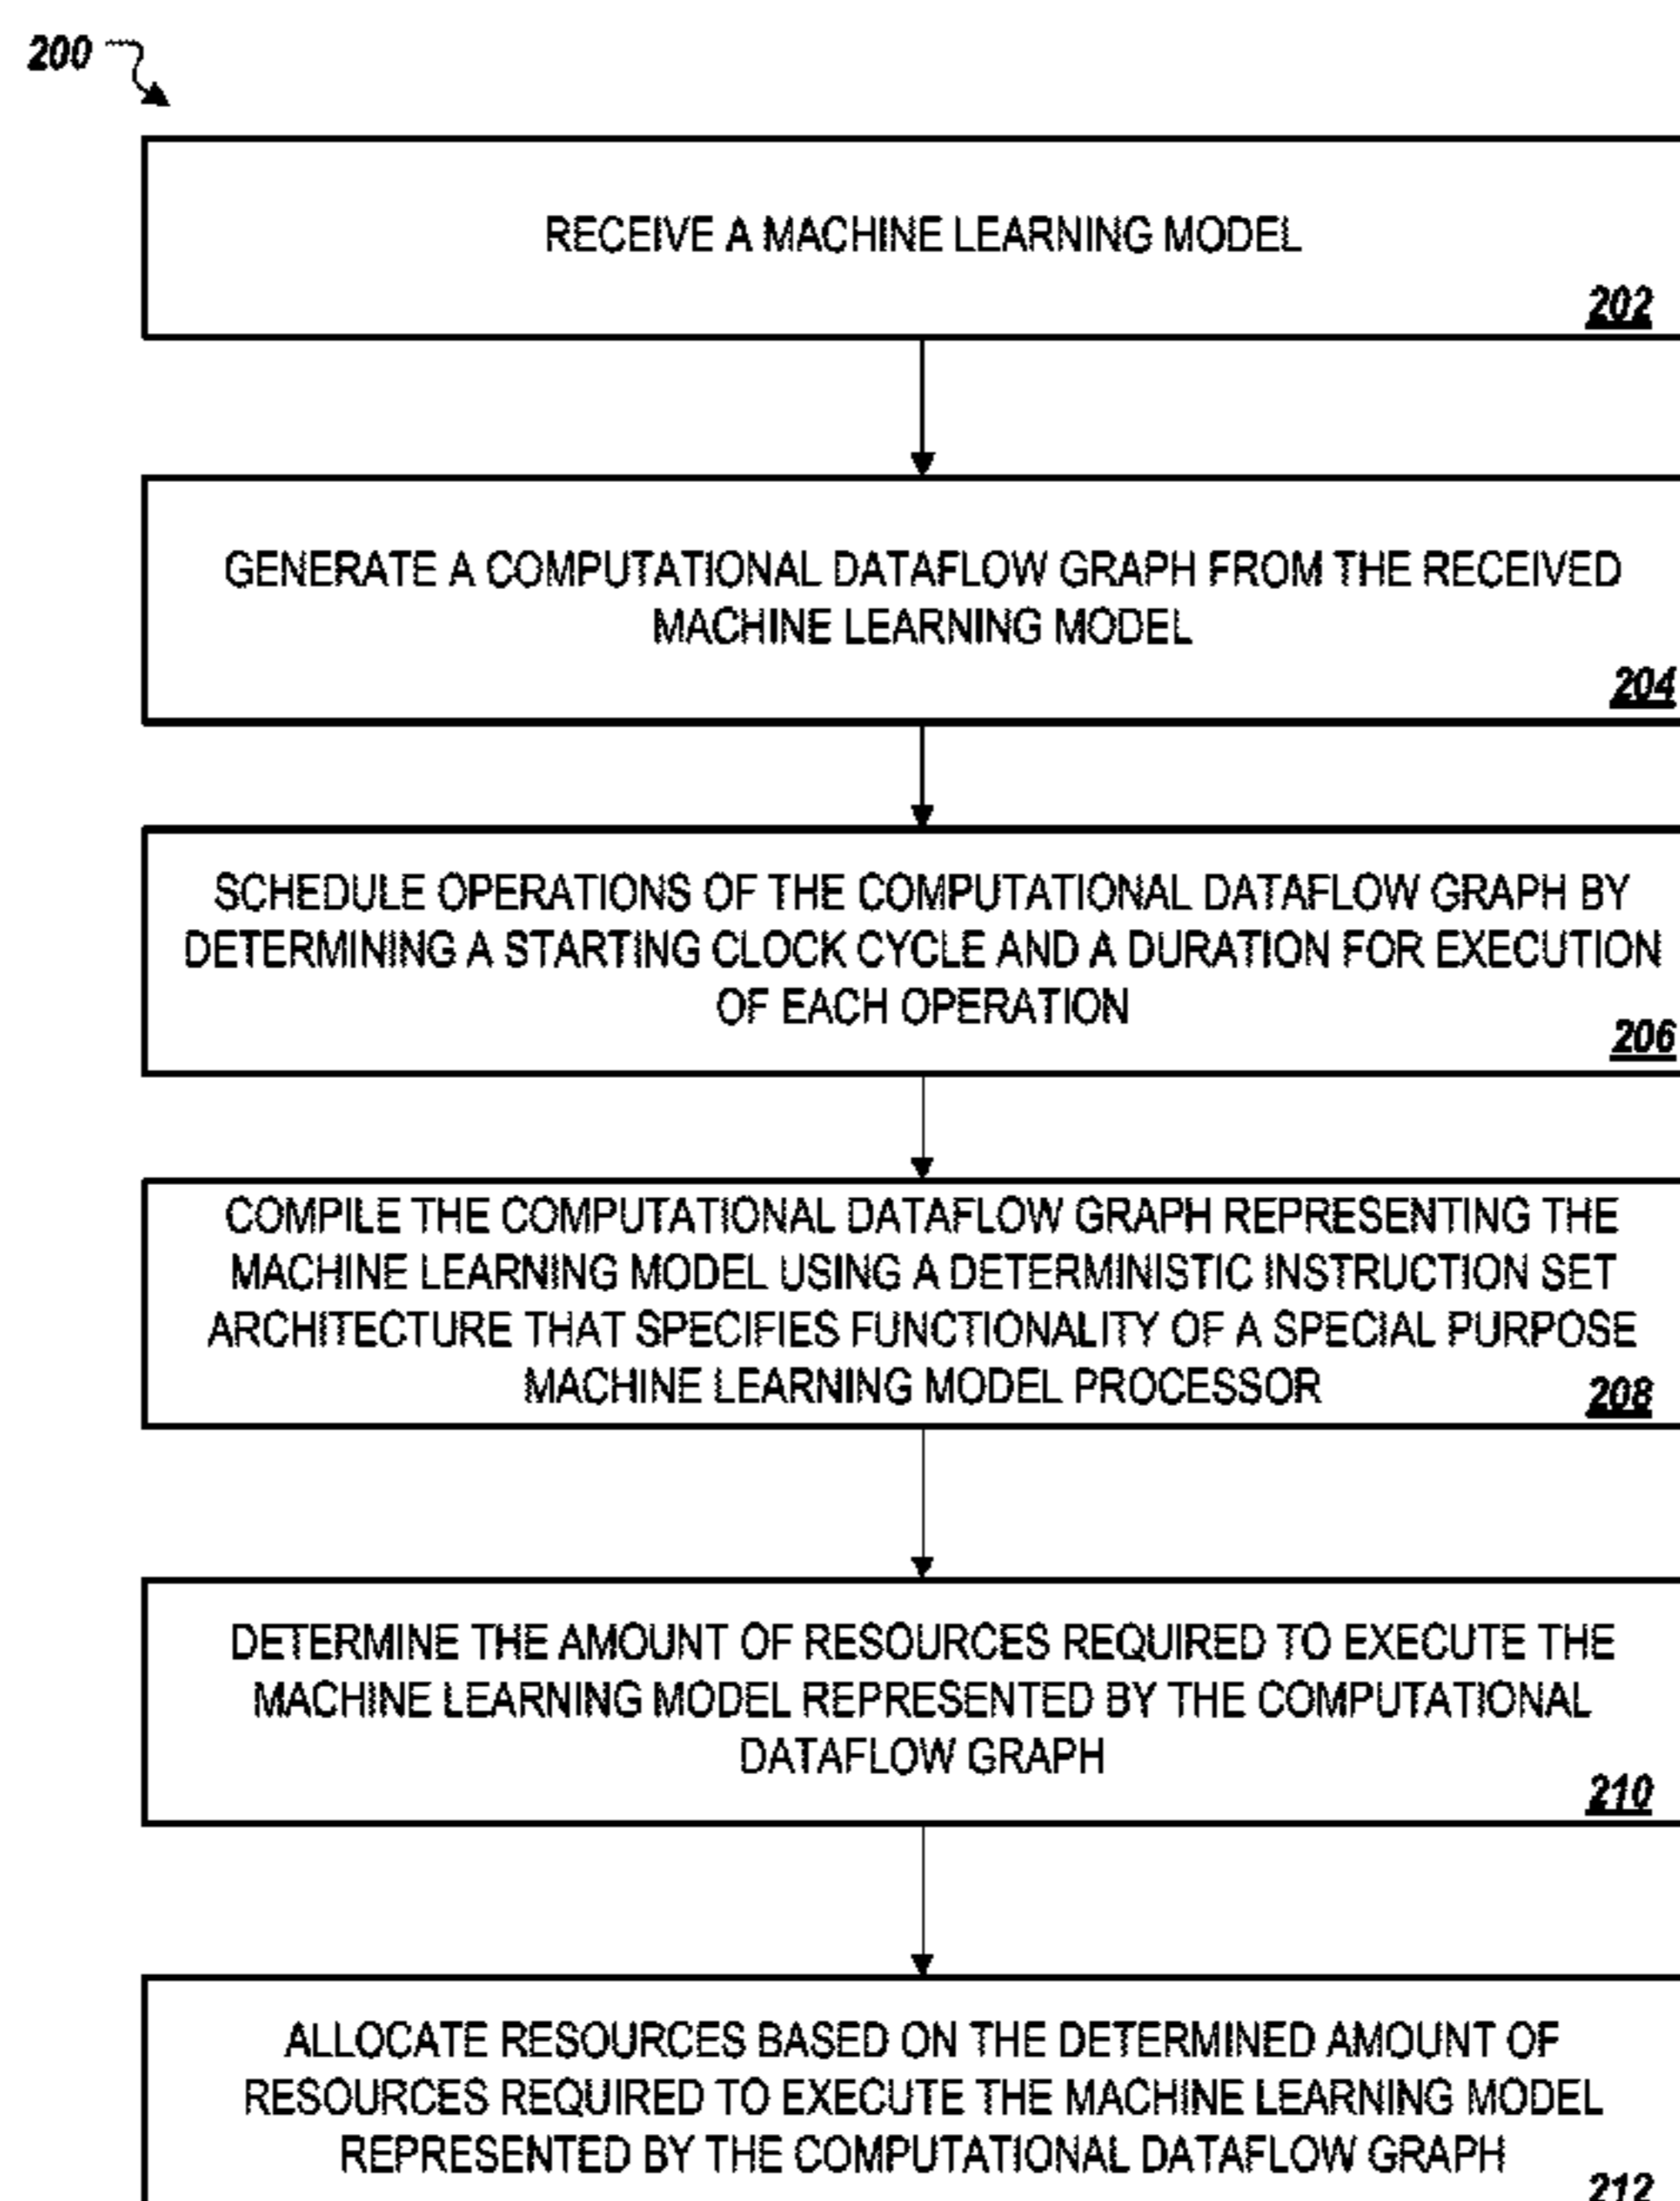 200
RECEIVE A MACHINE LEARNING MODEL
202
GENERATE A COMPUTATIONAL DATAFLOW GRAPH FROM THE RECEIVED
MACHINE LEARNING MODEL
204
SCHEDULE OPERATIONS OF THE COMPUTATIONAL DATAFLOW GRAPH BY
DETERMINING A STARTING CLOCK CYCLE AND A DURATION FOR EXECUTION
OF EACH OPERATION
206
COMPILE THE COMPUTATIONAL DATAFLOW GRAPH REPRESENTING THE
MACHINE LEARNING MODEL USING A DETERMINISTIC INSTRUCTION SET
ARCHITECTURE THAT SPECIFIES FUNCTIONALITY OF A SPECIAL PURPOSE
MACHINE LEARNING MODEL PROCESSOR
208
DETERMINE THE AMOUNT OF RESOURCES REQUIRED TO EXECUTE THE
MACHINE LEARNING MODEL REPRESENTED BY THE COMPUTATIONAL
DATAFLOW GRAPH
210
ALLOCATE RESOURCES BASED ON THE DETERMINED AMOUNT OF
RESOURCES REQUIRED TO EXECUTE THE MACHINE LEARNING MODEL
REPRESENTED BY THE COMPUTATIONAL DATAFLOW GRAPH
212